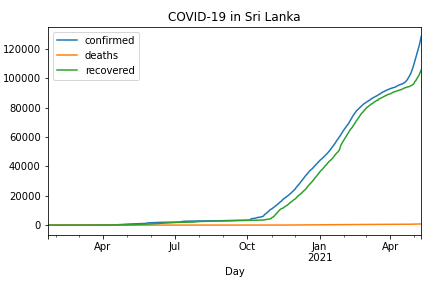 COVID-19 in Sri Lanka
confirmed
deaths
recovered
120000
100000
80000
60000
40000
20000
0
Apr
Jul
Oct
Jan
2021
Apr
Day